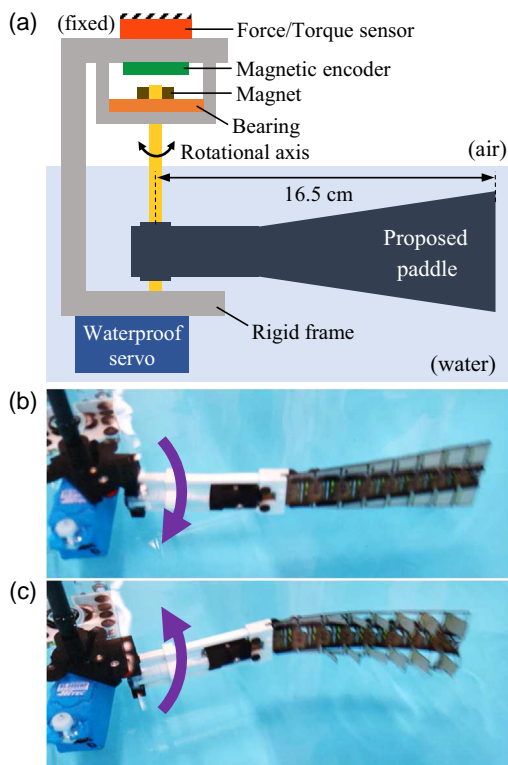 (a)
(fixed)
Force/Torque sensor
Magnetic encoder
Magnet
Bearing
Rotational axis
(air)
16.5 cm
Proposed
paddle
Waterproof
servo
Rigid frame
(water)
(b)
(c)